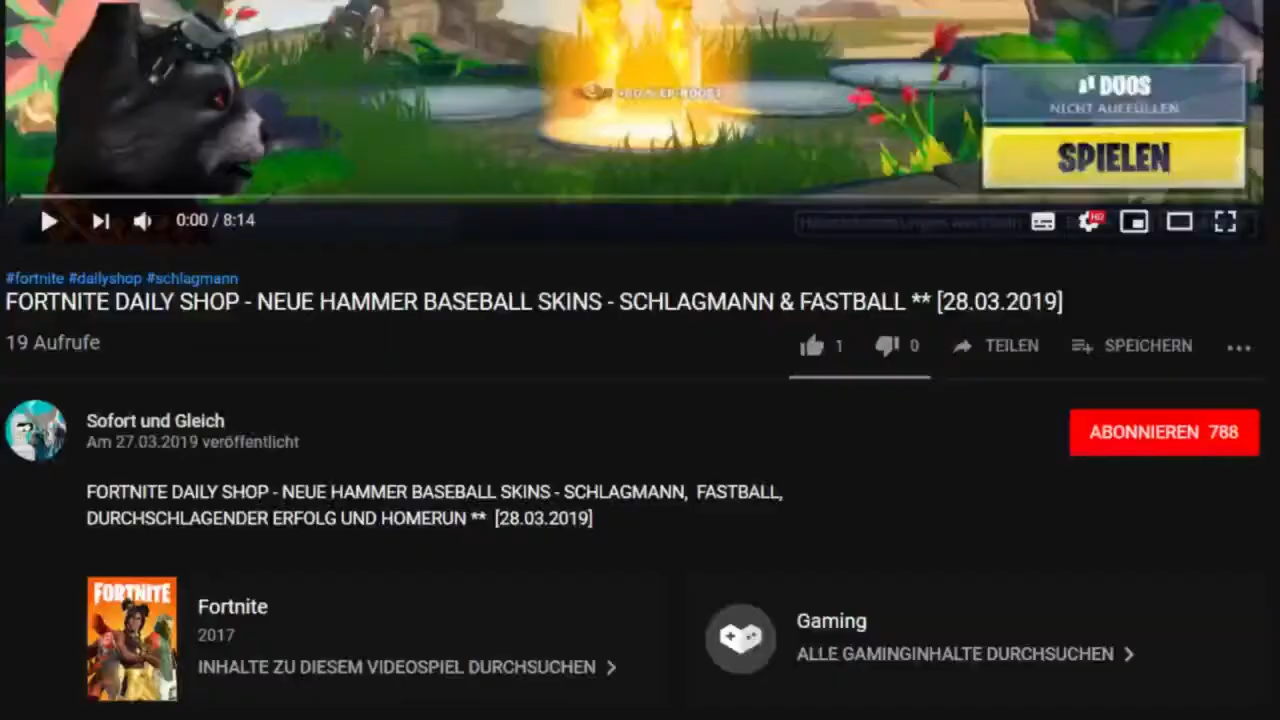 DUOS
NICHT AUFFÜLLEN
SPIELEN
0:00 / 8:14
HD
#fortnite #dailyshop #schlagmann
FORTNITE DAILY SHOP - NEUE HAMMER BASEBALL SKINS - SCHLAGMANN & FASTBALL ** [28.03.2019]
19 Aufrufe
1
0
TEILEN
SPEICHERN
Sofort und Gleich
Am 27.03.2019 veröffentlicht
ABONNIEREN 788
FORTNITE DAILY SHOP - NEUE HAMMER BASEBALL SKINS - SCHLAGMANN, FASTBALL,
DURCHSCHLAGENDER ERFOLG UND HOMERUN ** [28.03.2019]
FORTNITE
Fortnite
2017
INHALTE ZU DIESEM VIDEOSPIEL DURCHSUCHEN
Gaming
ALLE GAMINGINHALTE DURCHSUCHEN